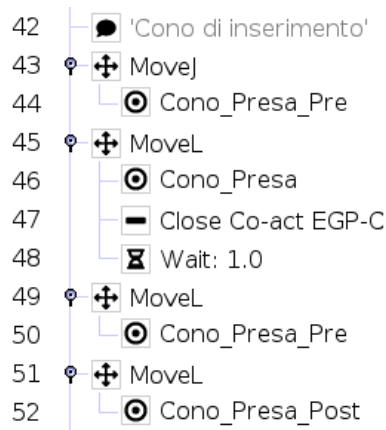 42 'Cono di inserimento'
43 MoveJ
44 Cono_Presa_Pre
45 MoveL
46 Cono_Presa
47 Close Co-act EGP-C
48 Wait: 1.0
49 MoveL
50 Cono_Presa_Pre
51 MoveL
52 Cono_Presa_Post